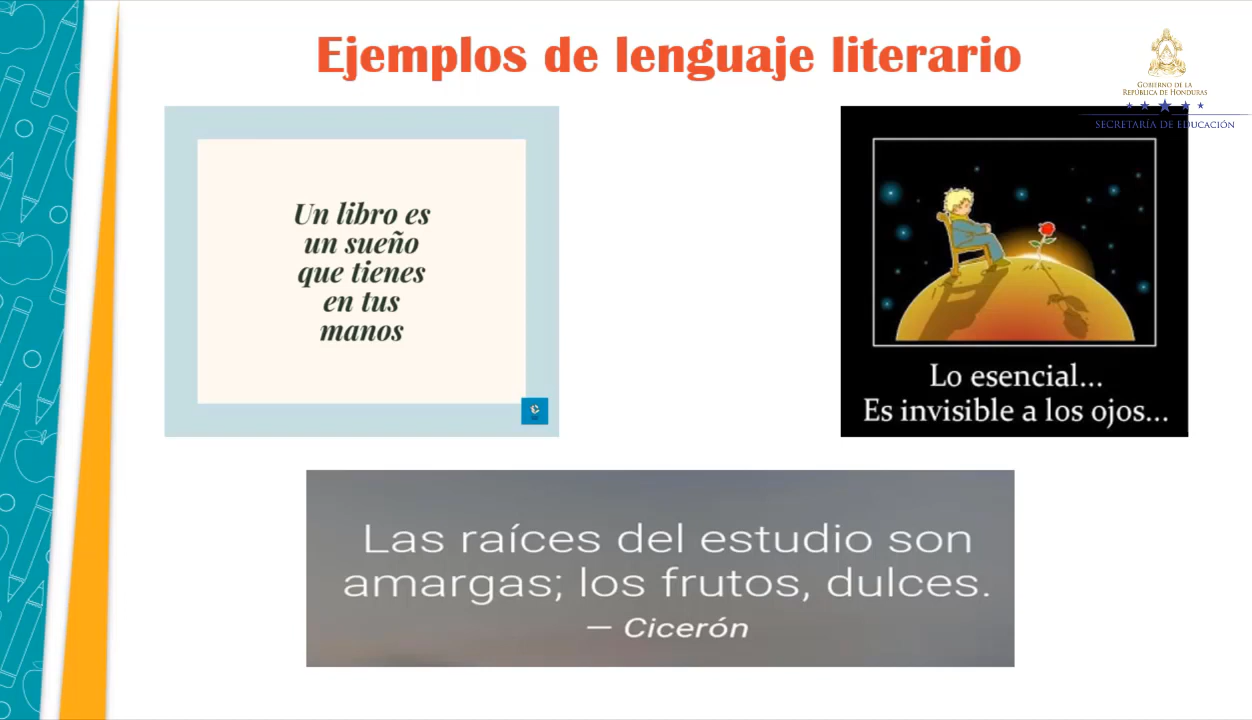 Ejemplos de lenguaje literario
GOBIERNO DE LA
REPÚBLICA DE HONDURAS
SECRETARÍA DE EDUCACIÓN
Un libro es
un sueño
que tienes
en tus
manos
Lo esencial...
Es invisible a los ojos...
Las raíces del estudio son
amargas; los frutos, dulces.
— Cicerón